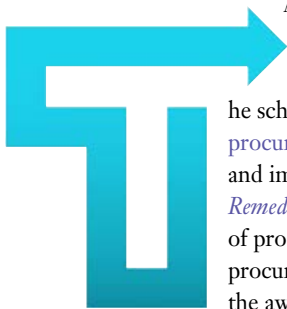 T
he sch
procur
and im
Remed
of pro
procur
the aw